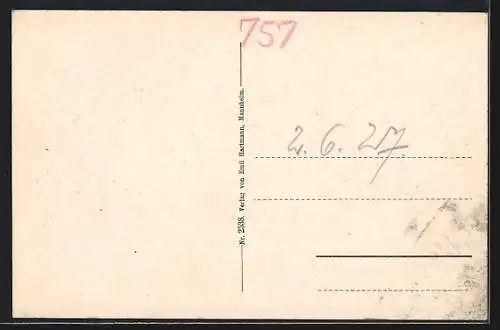 757
Nr. 2338. Verlag von Emil Hartmann, Mannheim.
2.6.27.